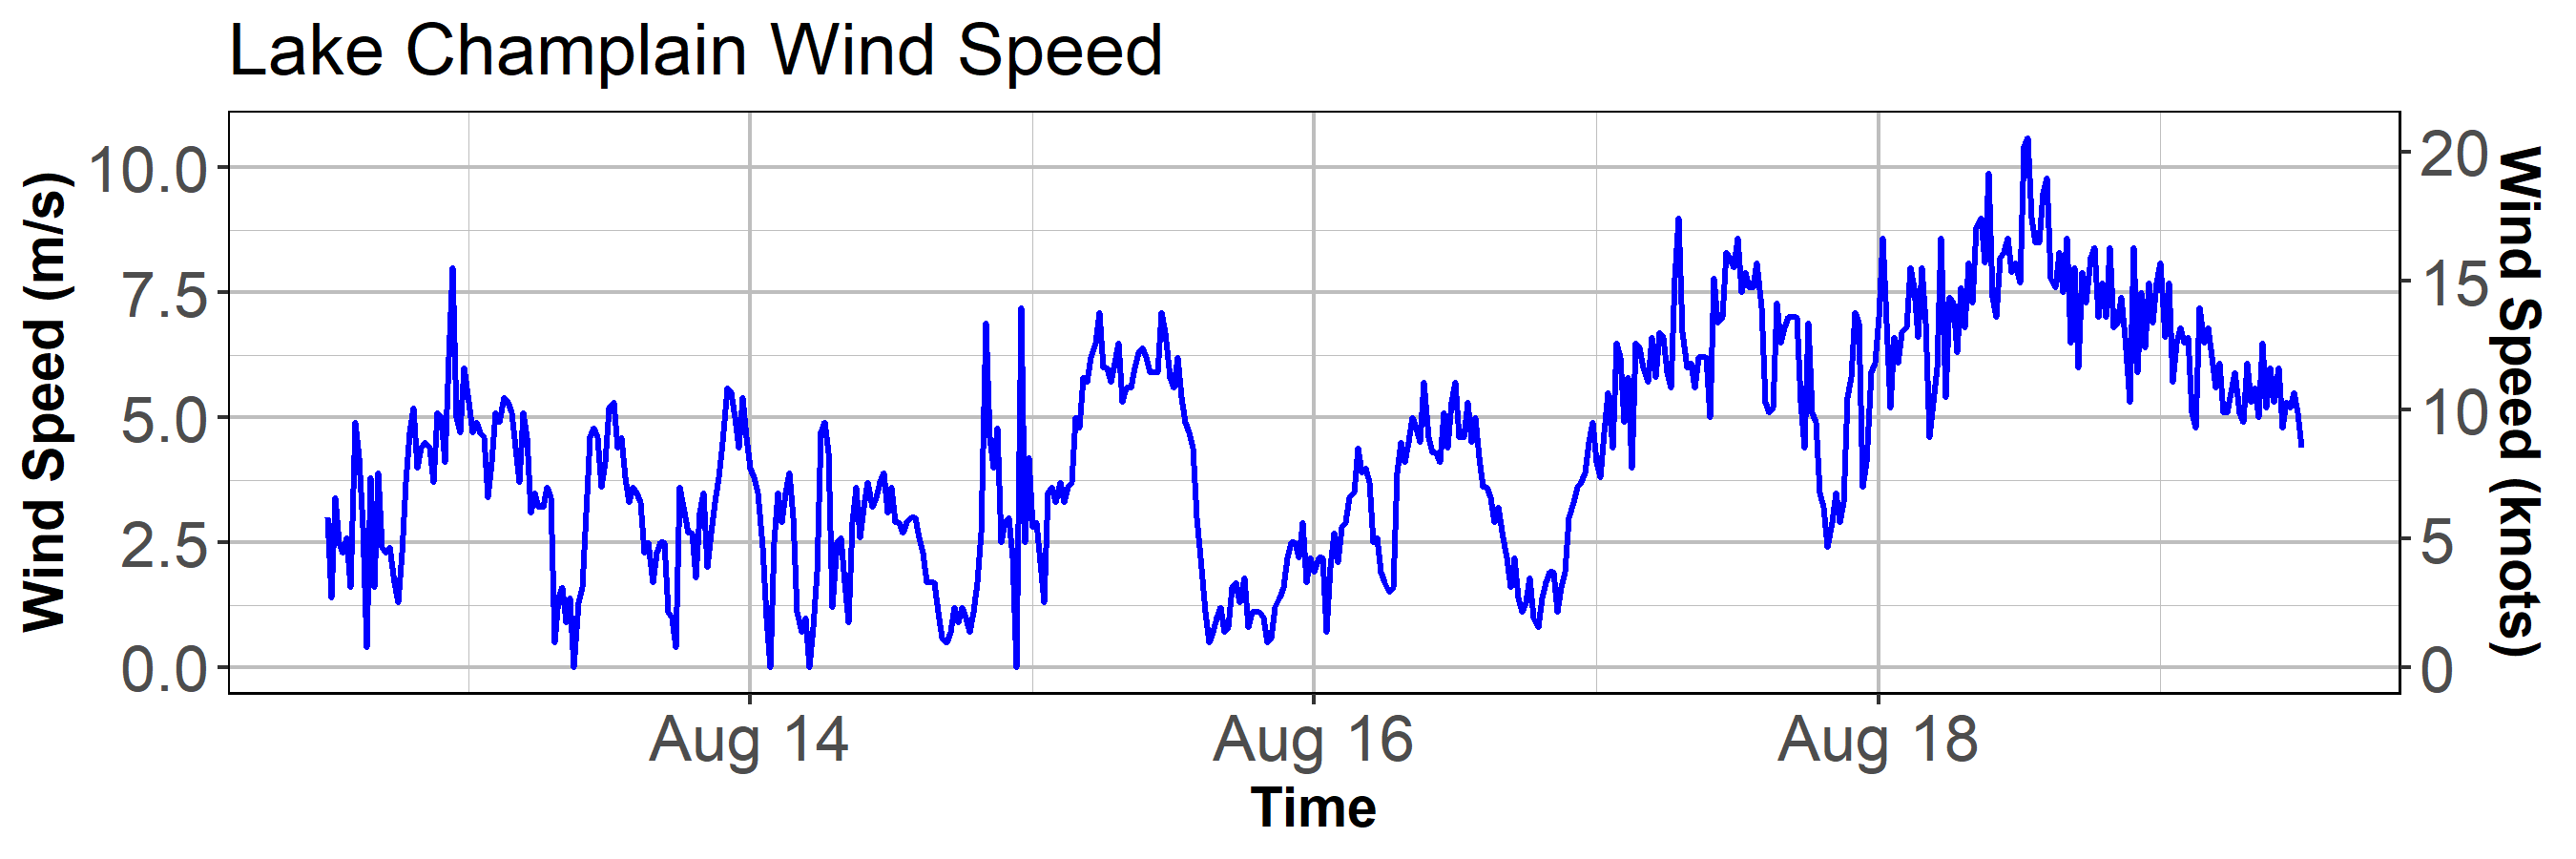 Lake Champlain Wind Speed
Wind Speed (m/s)
10.0
7.5
5.0
2.5
0.0
20
15
10
5
0
Wind Speed (knots)
Aug 14 Aug 16 Aug 18
Time